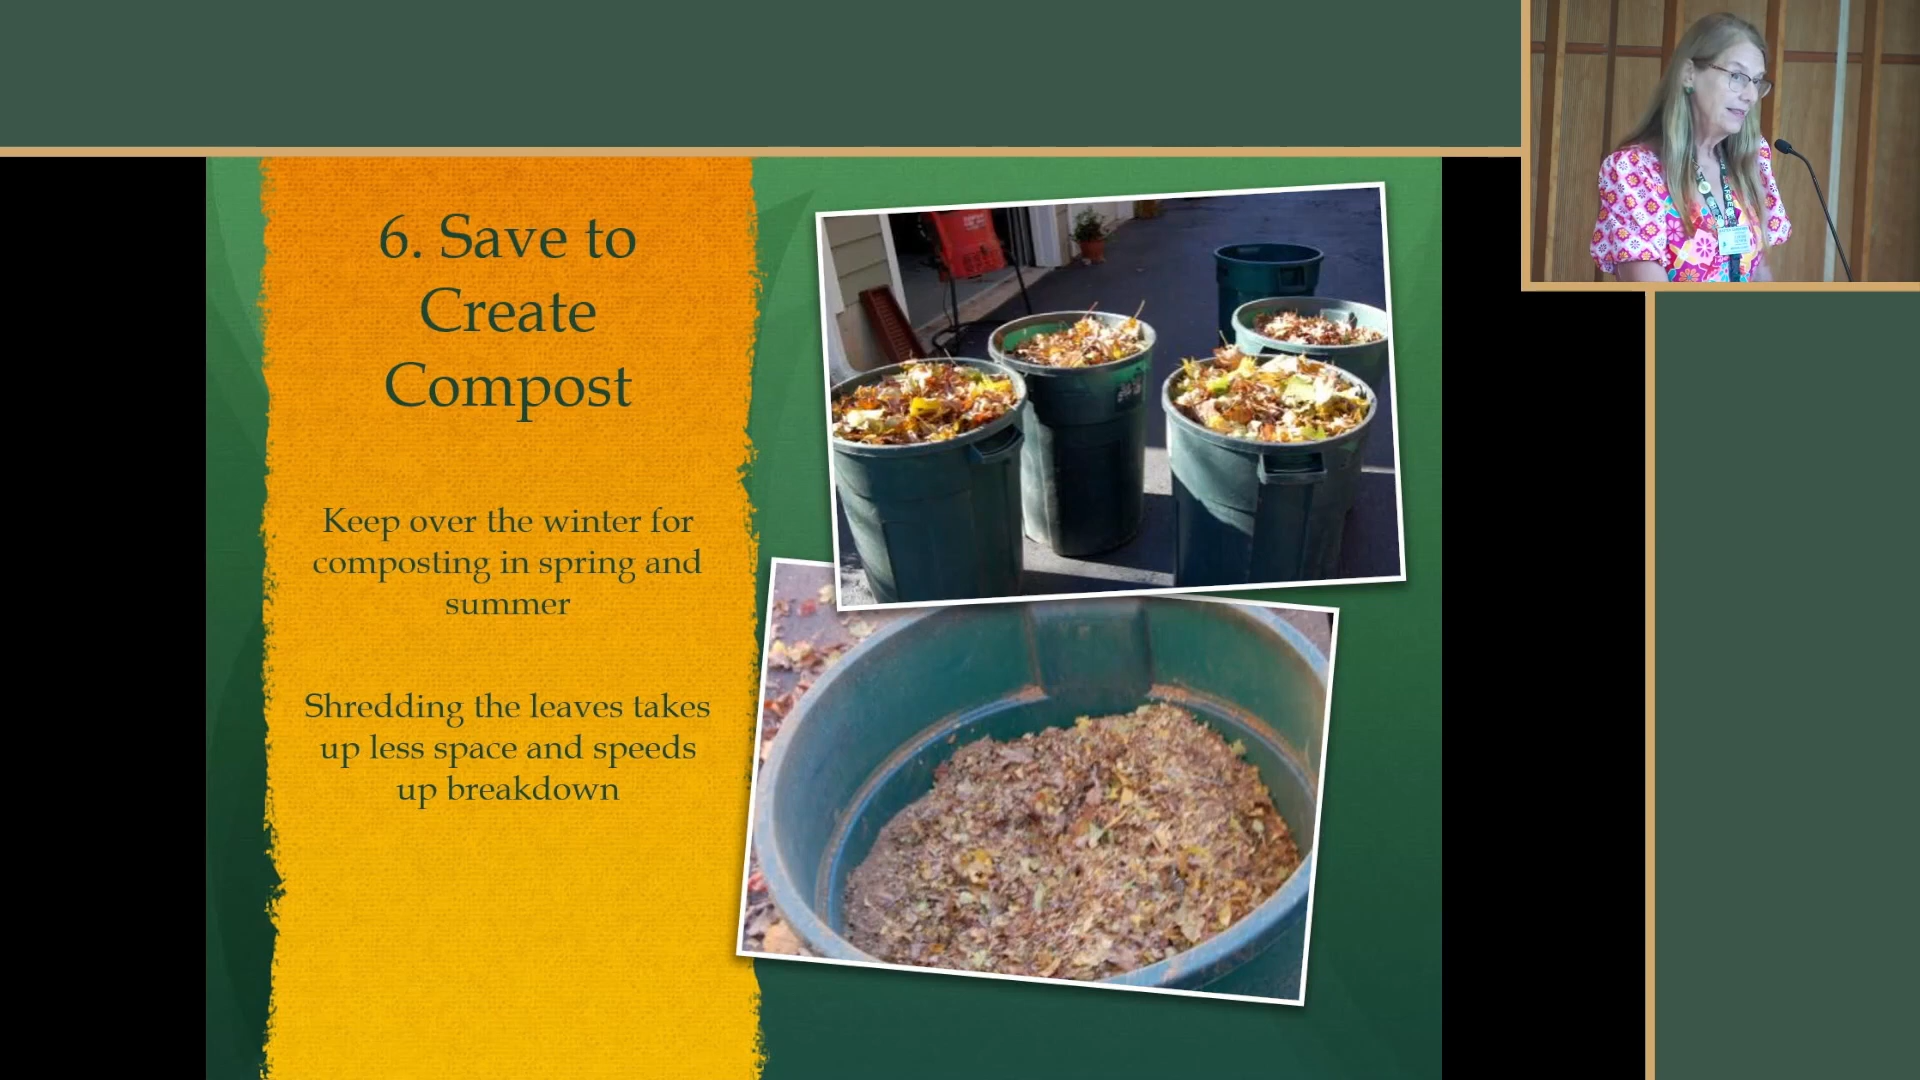 6. Save to
Create
Compost
Keep over the winter for
composting in spring and
summer
Shredding the leaves takes
up less space and speeds
up breakdown